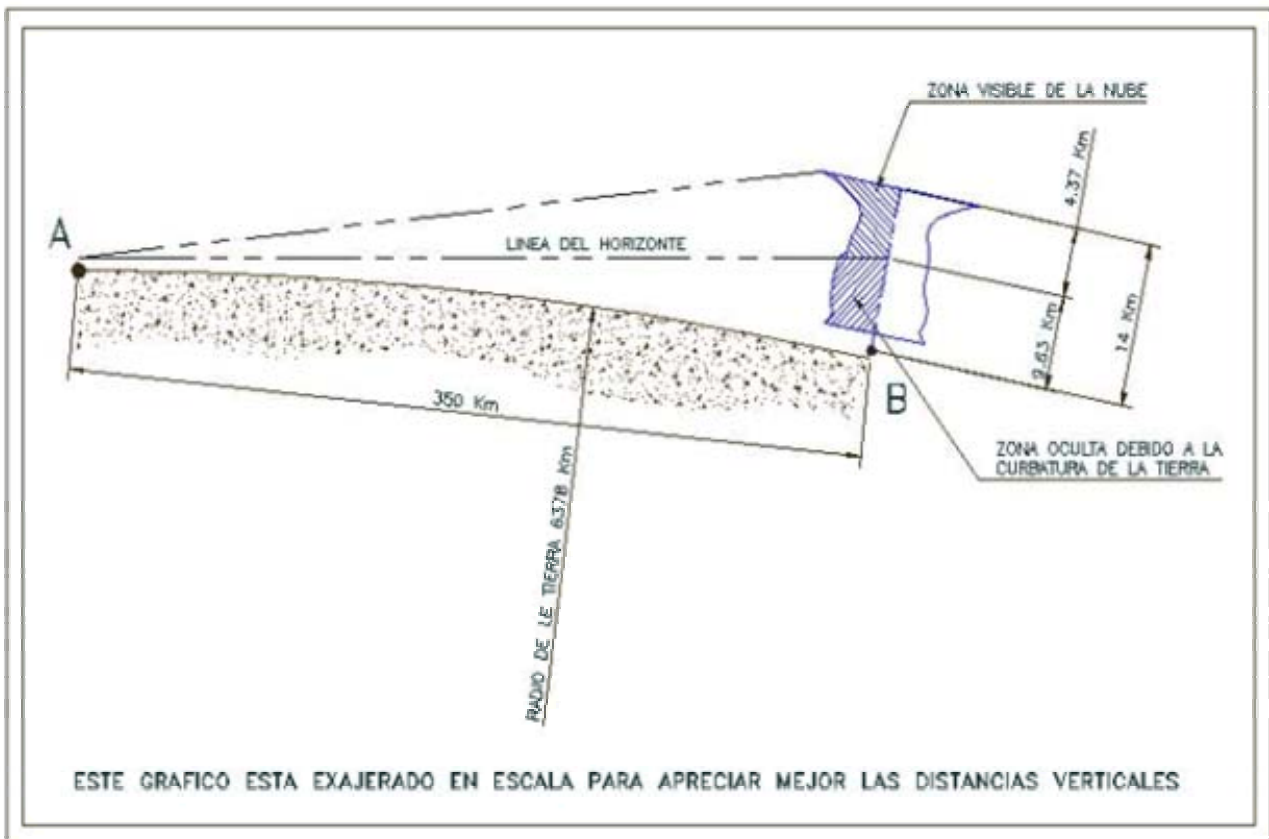 ZONA VISIBLE DE LA NUBE
4.37 Km
A
LINEA DEL HORIZONTE
9.63 Km
14 Km
350 Km
B
ZONA OCULTA DEBIDO A LA
CURBATURA DE LA TIERRA
RADIO DE LE TIERRA 6378 Km
ESTE GRAFICO ESTA EXAJERADO EN ESCALA PARA APRECIAR MEJOR LAS DISTANCIAS VERTICALES